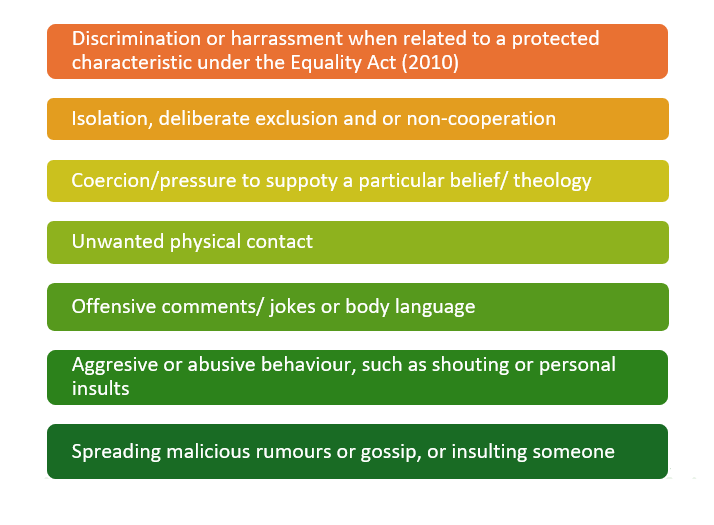 Discrimination or harrassment when related to a protected
characteristic under the Equality Act (2010)
Isolation, deliberate exclusion and or non-cooperation
Coercion/pressure to suppoty a particular belief/ theology
Unwanted physical contact
Offensive comments/ jokes or body language
Aggresive or abusive behaviour, such as shouting or personal
insults
Spreading malicious rumours or gossip, or insulting someone